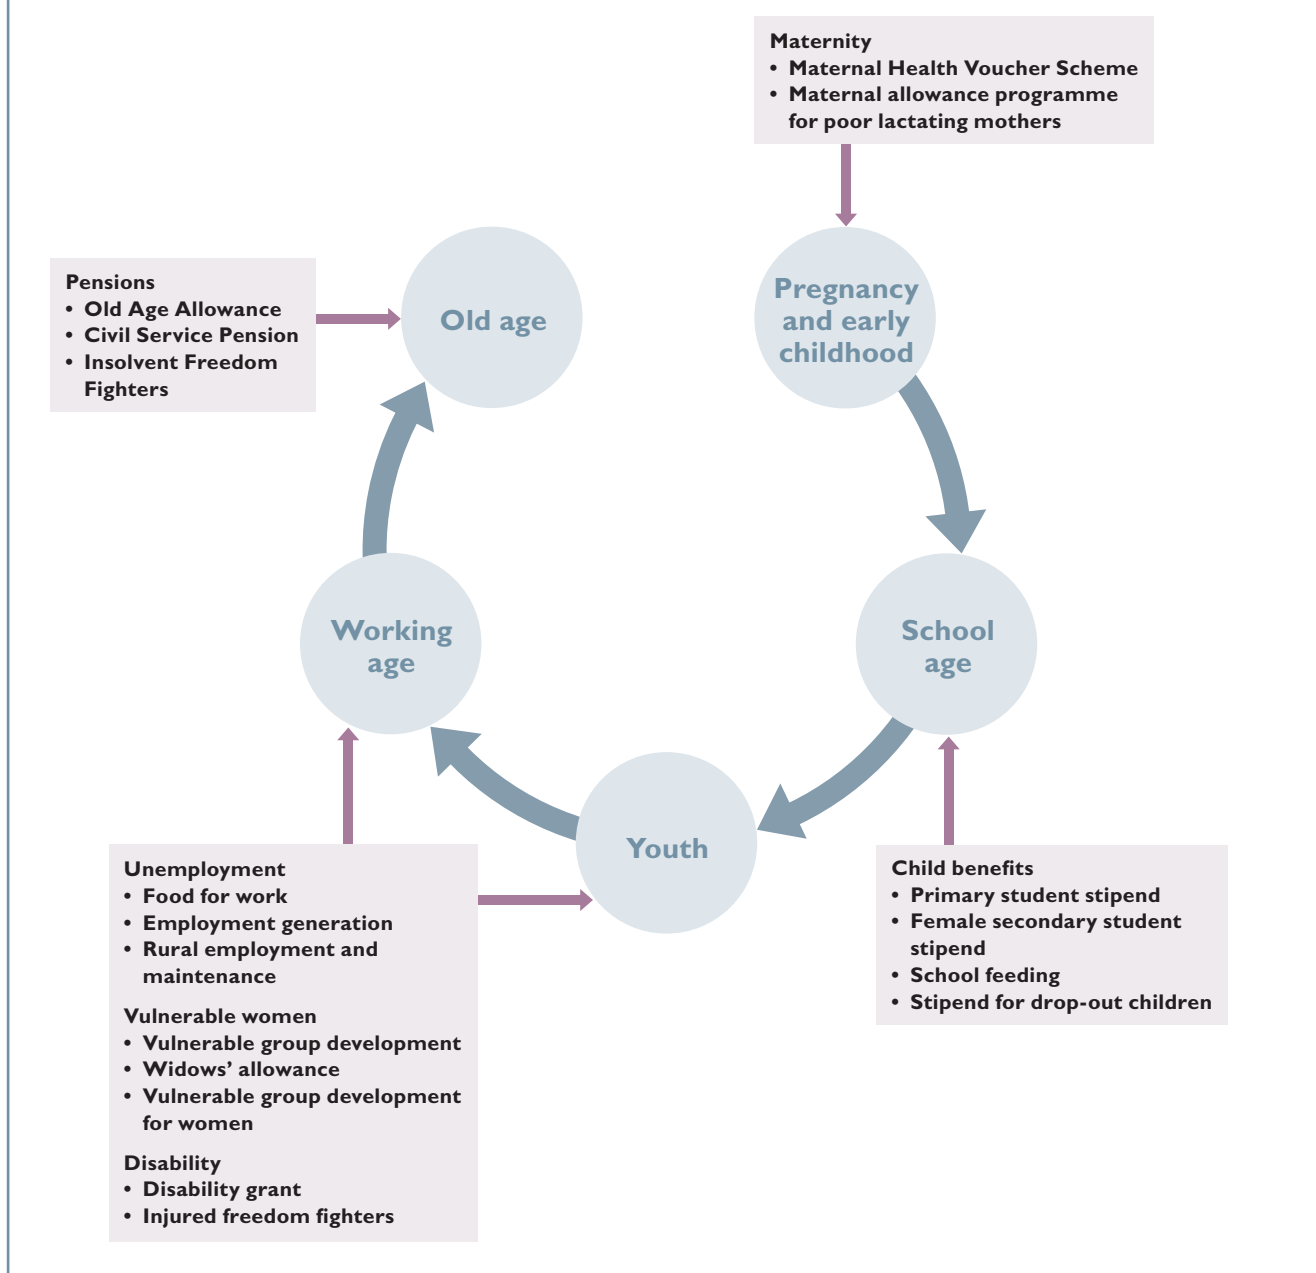 Maternity
• Maternal Health Voucher Scheme
• Maternal allowance programme
for poor lactating mothers
Pensions
• Old Age Allowance
• Civil Service Pension
• Insolvent Freedom
Fighters
Old age
Pregnancy
and early
childhood
Working
age
School
age
Youth
Unemployment
• Food for work
• Employment generation
• Rural employment and
maintenance
Vulnerable women
• Vulnerable group development
• Widows’ allowance
• Vulnerable group development
for women
Disability
• Disability grant
• Injured freedom fighters
Child benefits
• Primary student stipend
• Female secondary student
stipend
• School feeding
• Stipend for drop-out children